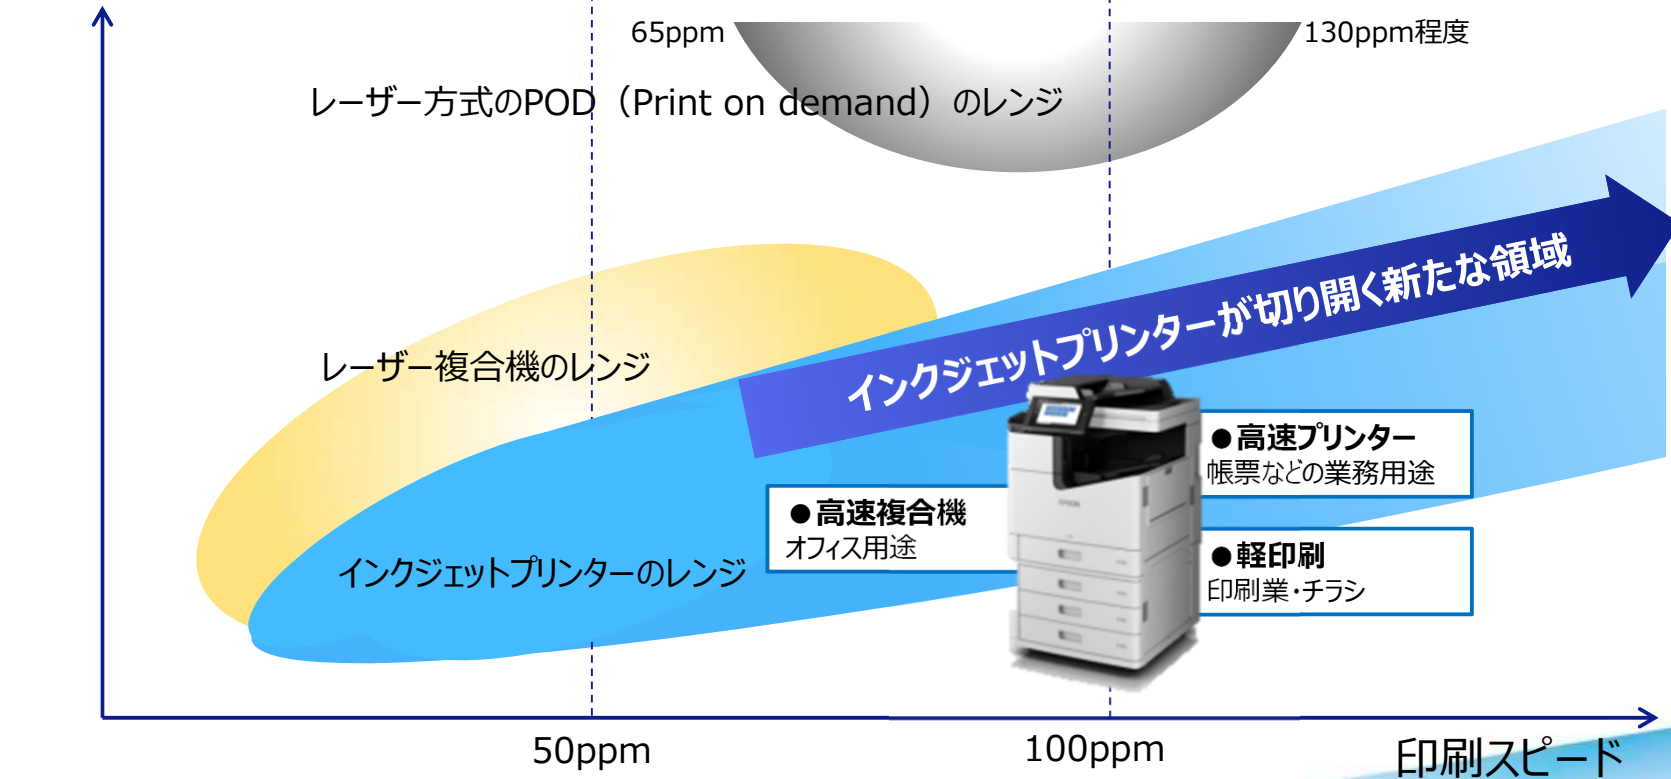 65ppm
130ppm程度
レーザー方式のPOD（Print on demand）のレンジ
インクジェットプリンターが切り開く新たな領域
レーザー複合機のレンジ
●高速プリンター
帳票などの業務用途
●高速複合機
オフィス用途
EPSON
●軽印刷
印刷業・チラシ
インクジェットプリンターのレンジ
50ppm
100ppm
印刷スピード